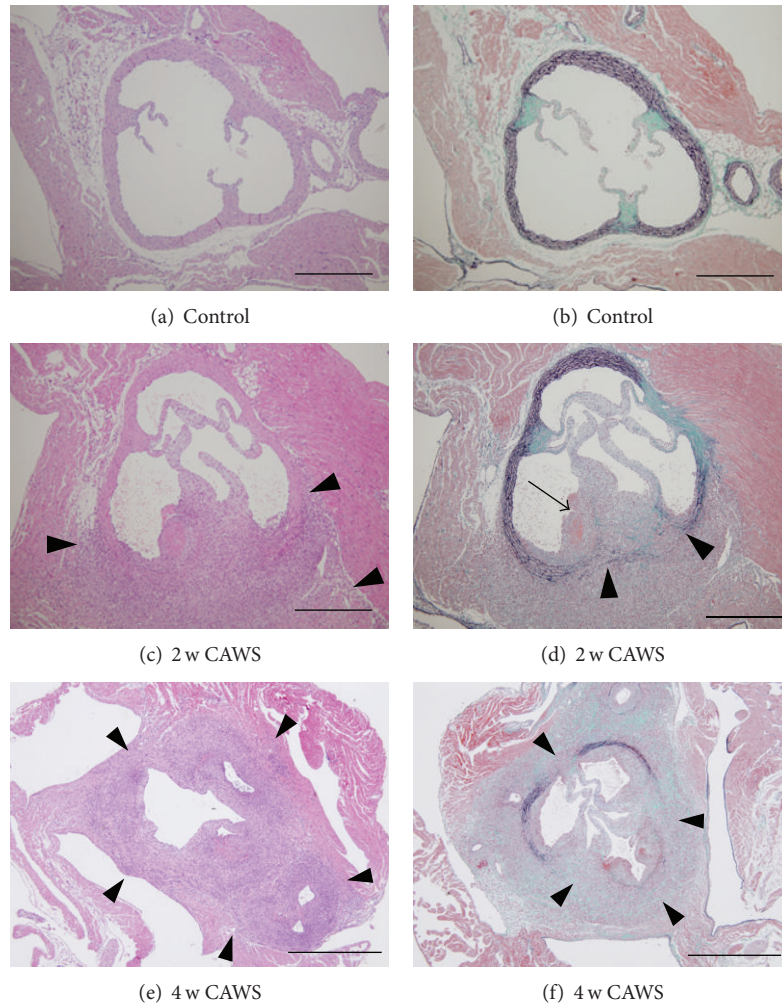 (a) Control
(b) Control
(c) 2 w CAWS
(d) 2 w CAWS
(e) 4 w CAWS
(f) 4 w CAWS